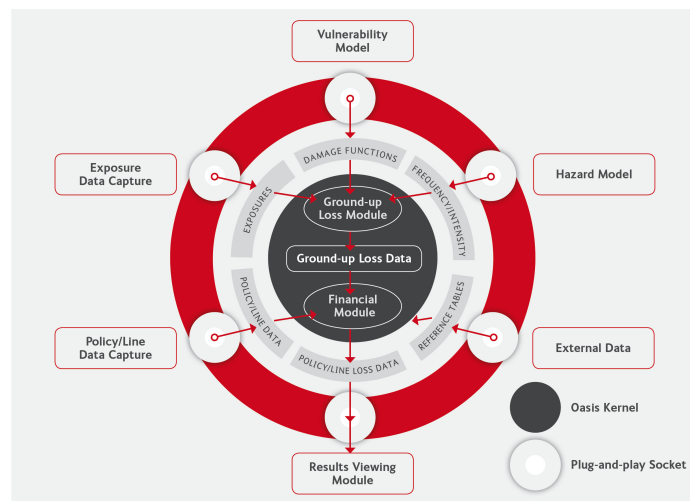 Vulnerability
Model
Exposure
Data Capture
DAMAGE FUNCTIONS
Hazard Model
EXPOSURES
FREQUENCY/INTENSITY
Ground-up
Loss Module
Ground-up Loss Data
Financial
Module
POLICY/LINE DATA
REFERENCE TABLES
Policy/Line
Data Capture
POLICY/LINE LOSS DATA
External Data
Oasis Kernel
Results Viewing
Module
Plug-and-play Socket